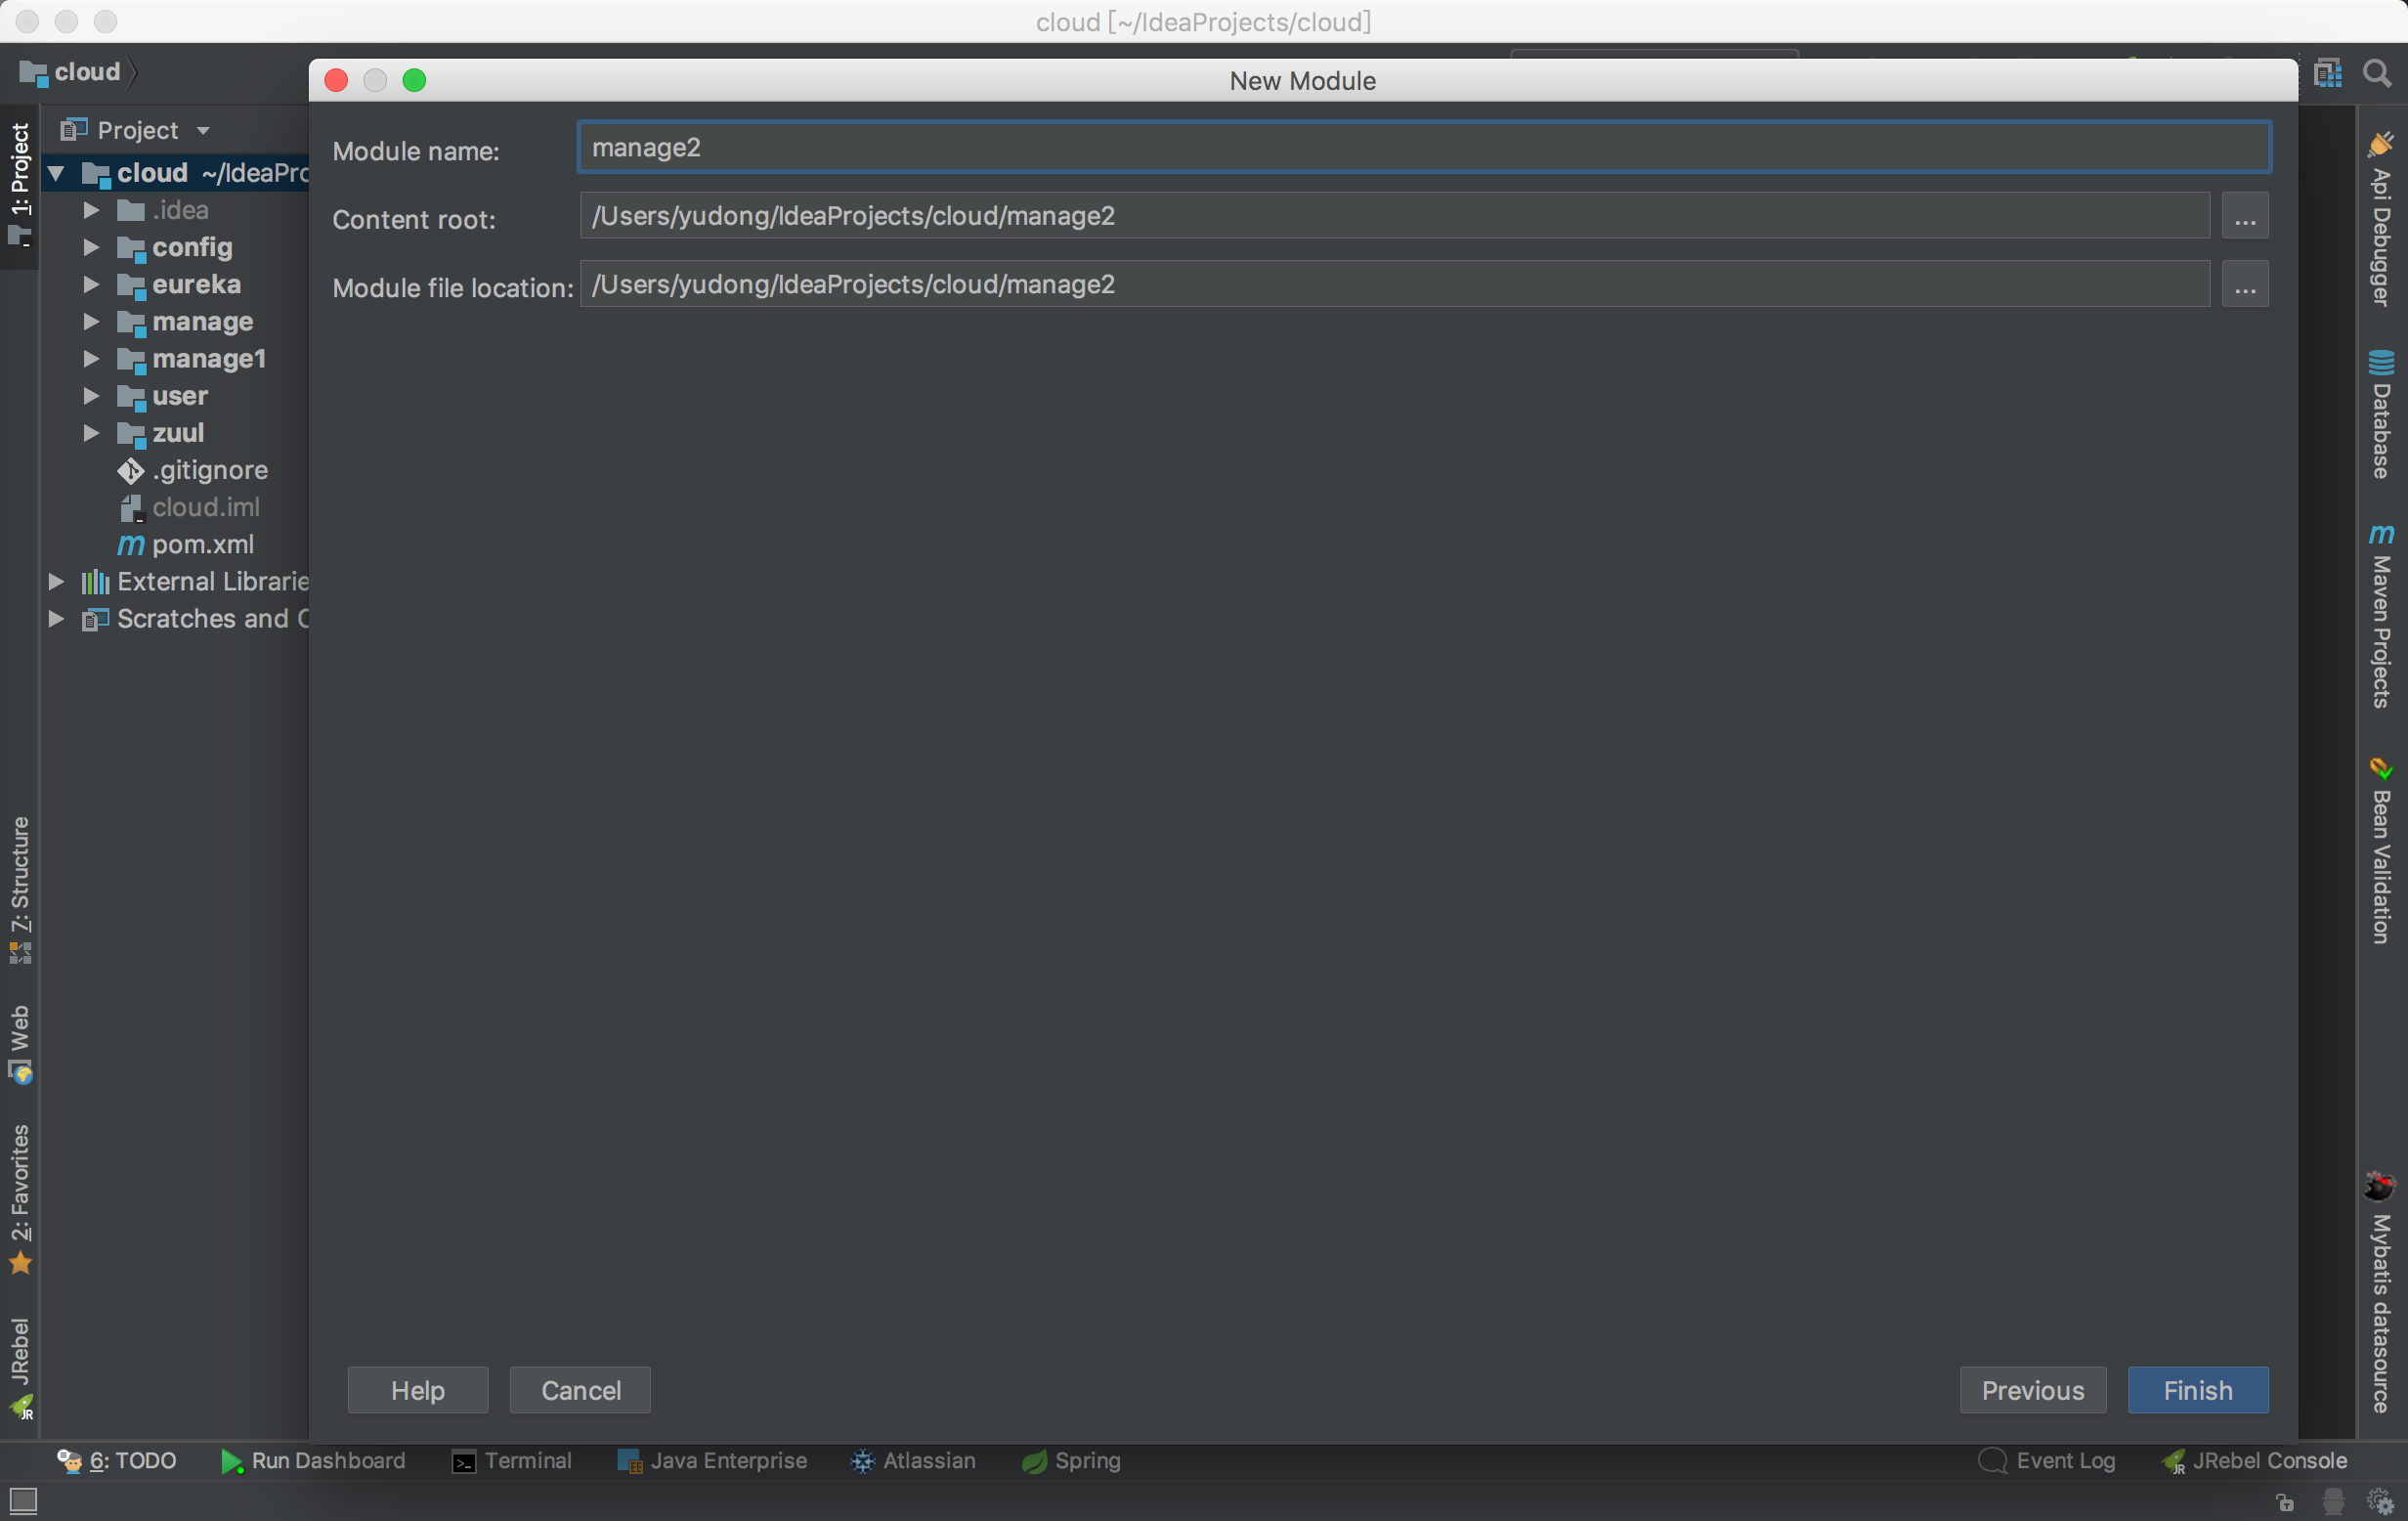 cloud [~/IdeaProjects/cloud]
cloud
New Module
1: Project
Project
cloud ~/IdeaPro
.idea
config
eureka
manage
manage1
user
zuul
.gitignore
cloud.iml
pom.xml
External Librarie
Scratches and C
Module name:
manage2
Content root:
/Users/yudong/IdeaProjects/cloud/manage2
...
Module file location:
/Users/yudong/IdeaProjects/cloud/manage2
...
Api Debugger
Database
m Maven Projects
Bean Validation
Mybatis datasource
7: Structure
Web
2: Favorites
JRebel
JR
Help
Cancel
Previous
Finish
6: TODO
Run Dashboard
Terminal
Java Enterprise
Atlassian
Spring
Event Log
JRebel Console